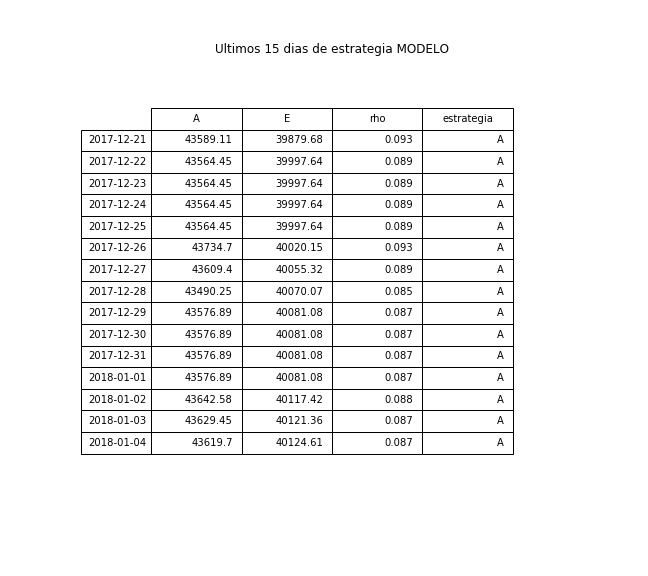 Ultimos 15 dias de estrategia MODELO
A E rho estrategia
2017-12-21 43589.11 39879.68 0.093 A
2017-12-22 43564.45 39997.64 0.089 A
2017-12-23 43564.45 39997.64 0.089 A
2017-12-24 43564.45 39997.64 0.089 A
2017-12-25 43564.45 39997.64 0.089 A
2017-12-26 43734.7 40020.15 0.093 A
2017-12-27 43609.4 40055.32 0.089 A
2017-12-28 43490.25 40070.07 0.085 A
2017-12-29 43576.89 40081.08 0.087 A
2017-12-30 43576.89 40081.08 0.087 A
2017-12-31 43576.89 40081.08 0.087 A
2018-01-01 43576.89 40081.08 0.087 A
2018-01-02 43642.58 40117.42 0.088 A
2018-01-03 43629.45 40121.36 0.087 A
2018-01-04 43619.7 40124.61 0.087 A